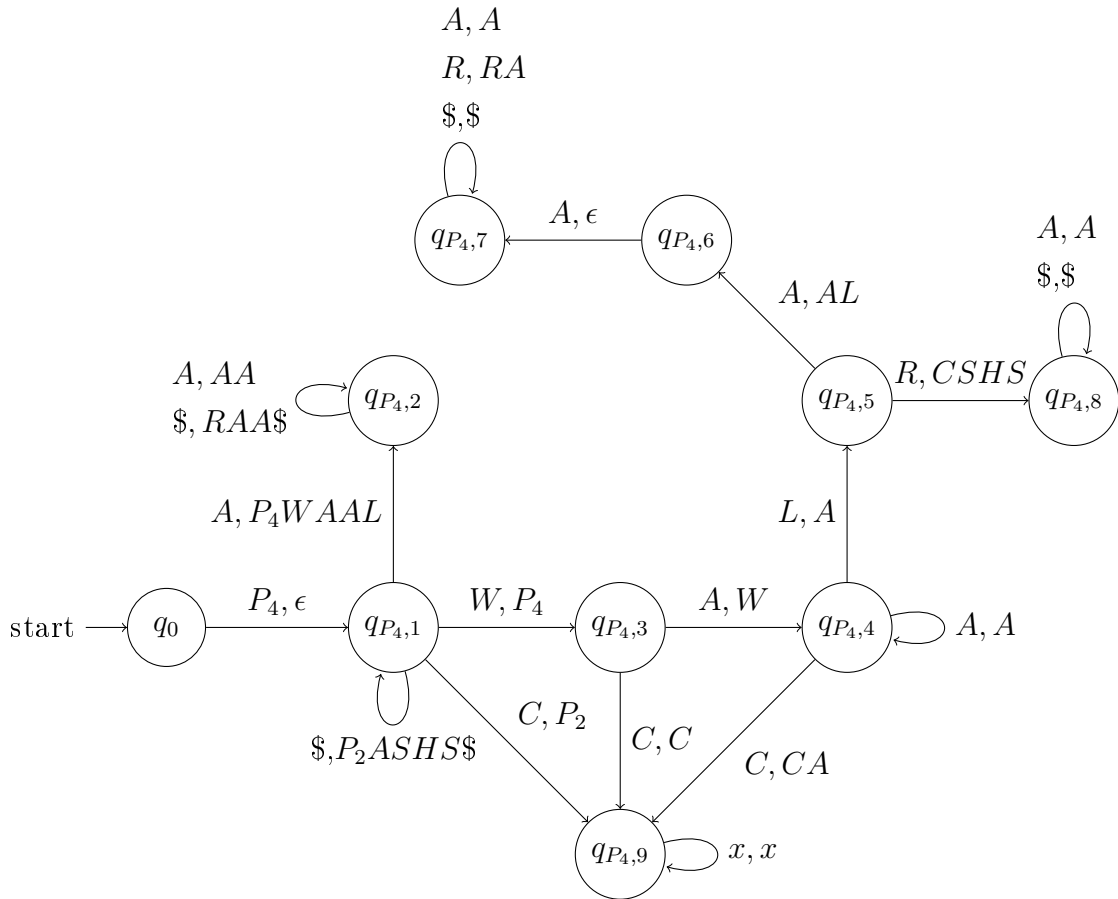 A, A
R, RA
$,$
q_{P_4,7}
A, ϵ
q_{P_4,6}
A, A
$,$
A, AL
A, AA
$, RAA$
q_{P_4,2}
q_{P_4,5}
R, CSHS
q_{P_4,8}
A, P_4WAAL
L, A
start
q_0
P_4, ϵ
q_{P_4,1}
W, P_4
q_{P_4,3}
A, W
q_{P_4,4}
A, A
$,P_2ASHS$
C, P_2
C, C
C, CA
q_{P_4,9}
x, x